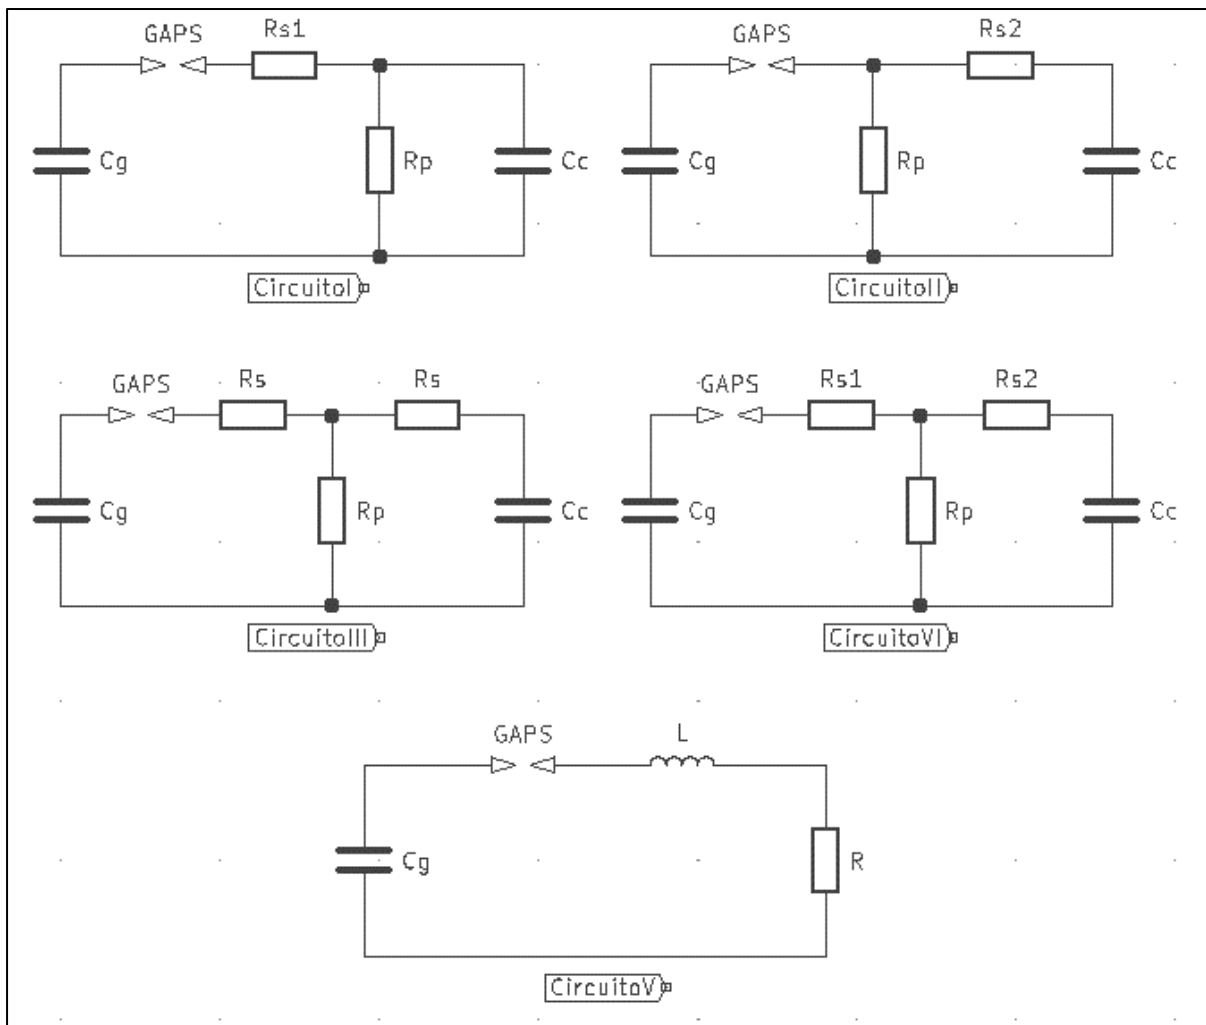 GAPS Rs1
Cg Rp Cc
CircuitoI
GAPS Rs2
Cg Rp Cc
CircuitoII
GAPS Rs Rs
Cg Rp Cc
CircuitoIII
GAPS Rs1 Rs2
Cg Rp Cc
CircuitoVI
GAPS L
Cg R
CircuitoV